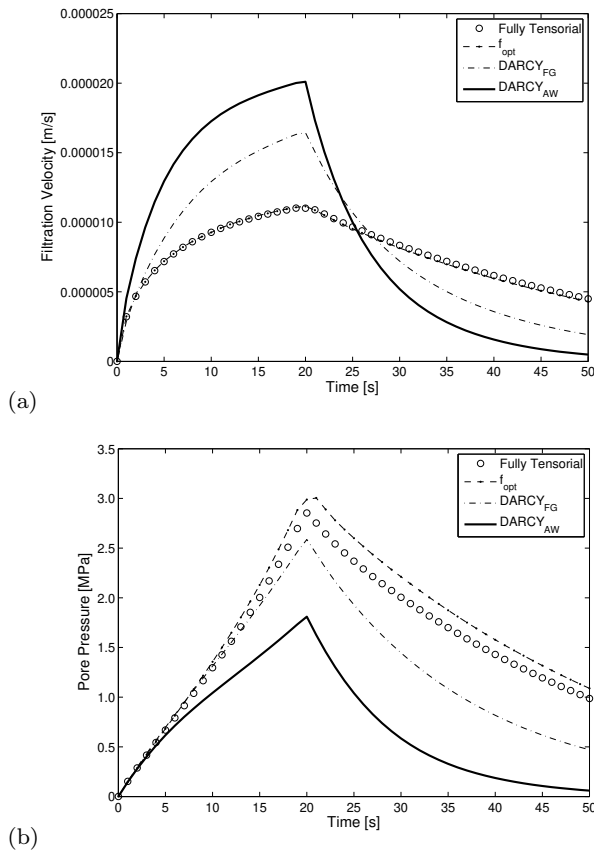 0.000025
0.000020
0.000015
0.000010
0.000005
0
Filtration Velocity [m/s]
Fully Tensorial
f_opt
DARCY_FG
DARCY_AW
0 5 10 15 20 25 30 35 40 45 50
Time [s]
(a)
3.5
3.0
2.5
2.0
1.5
1.0
0.5
0
Pore Pressure [MPa]
Fully Tensorial
f_opt
DARCY_FG
DARCY_AW
0 5 10 15 20 25 30 35 40 45 50
Time [s]
(b)